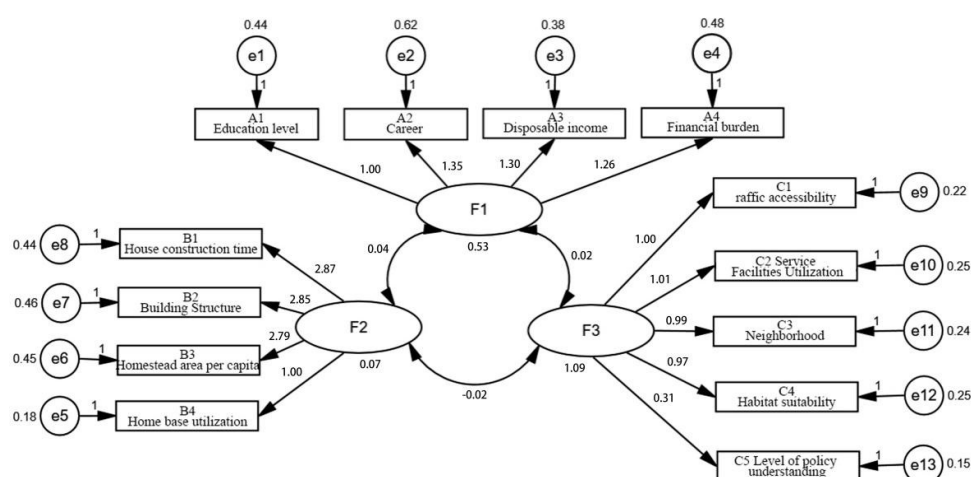 0.44 0.62 0.38 0.48
e1 e2 e3 e4
1 1 1 1
A1
Education level
A2
Career
A3
Disposable income
A4
Financial burden
1.00 1.35 1.30 1.26
F1
0.53
0.04 0.02
0.44 e8 1
B1
House construction time
2.87
0.46 e7 1
B2
Building Structure
2.85
0.45 e6 1
B3
Homestead area per capita
2.79
0.18 e5 1
B4
Home base utilization
1.00
F2
0.07
-0.02
F3
1.09
C1
raffic accessibility
1 e9 0.22
1.00
C2 Service
Facilities Utilization
1 e10 0.25
1.01
C3
Neighborhood
1 e11 0.24
0.99
C4
Habitat suitability
1 e12 0.25
0.97
C5 Level of policy
understanding
1 e13 0.15
0.31